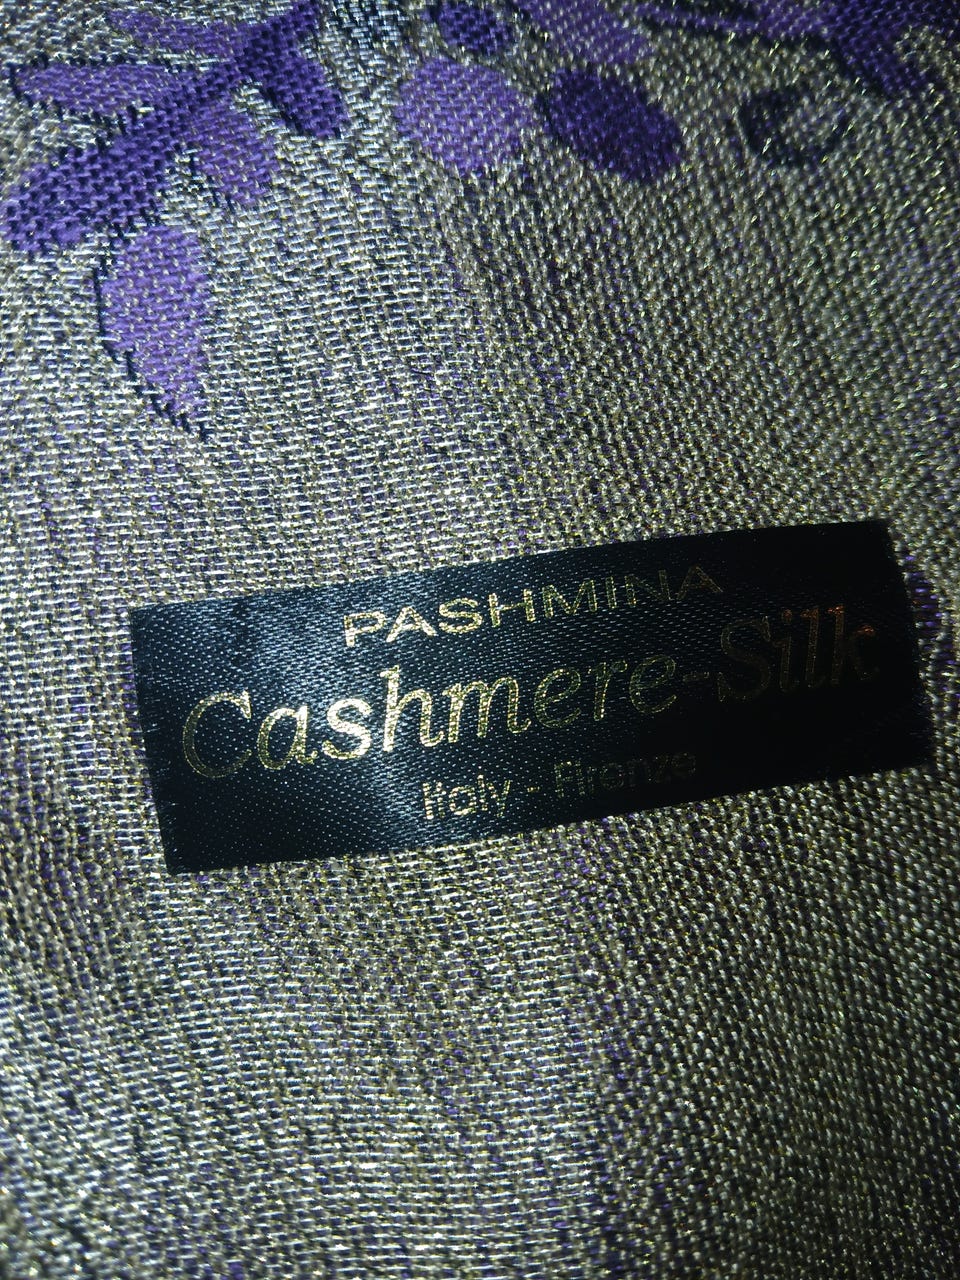 PASHMINA
Cashmere-Silk
Italy - Firenze